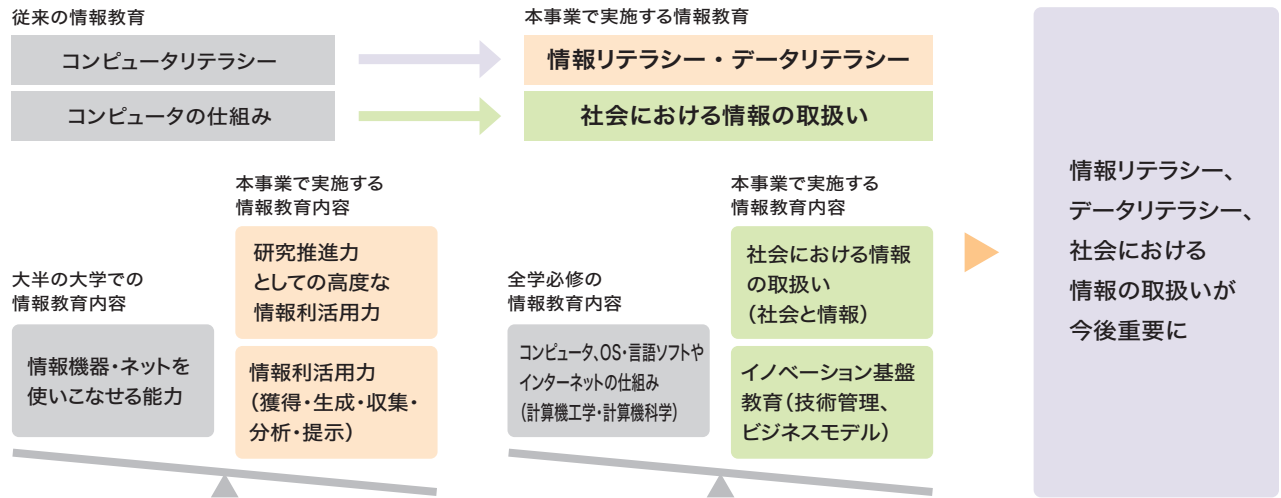 従来の情報教育
コンピュータリテラシー
コンピュータの仕組み
本事業で実施する情報教育
情報リテラシー・データリテラシー
社会における情報の取扱い
大半の大学での
情報教育内容
情報機器・ネットを
使いこなせる能力
本事業で実施する
情報教育内容
研究推進力
としての高度な
情報利活用力
情報利活用力
(獲得・生成・収集・
分析・提示)
全学必修の
情報教育内容
コンピュータ、OS・言語ソフトや
インターネットの仕組み
(計算機工学・計算機科学)
本事業で実施する
情報教育内容
社会における情報
の取扱い
(社会と情報)
イノベーション基盤
教育(技術管理、
ビジネスモデル)
情報リテラシー、
データリテラシー、
社会における
情報の取扱いが
今後重要に